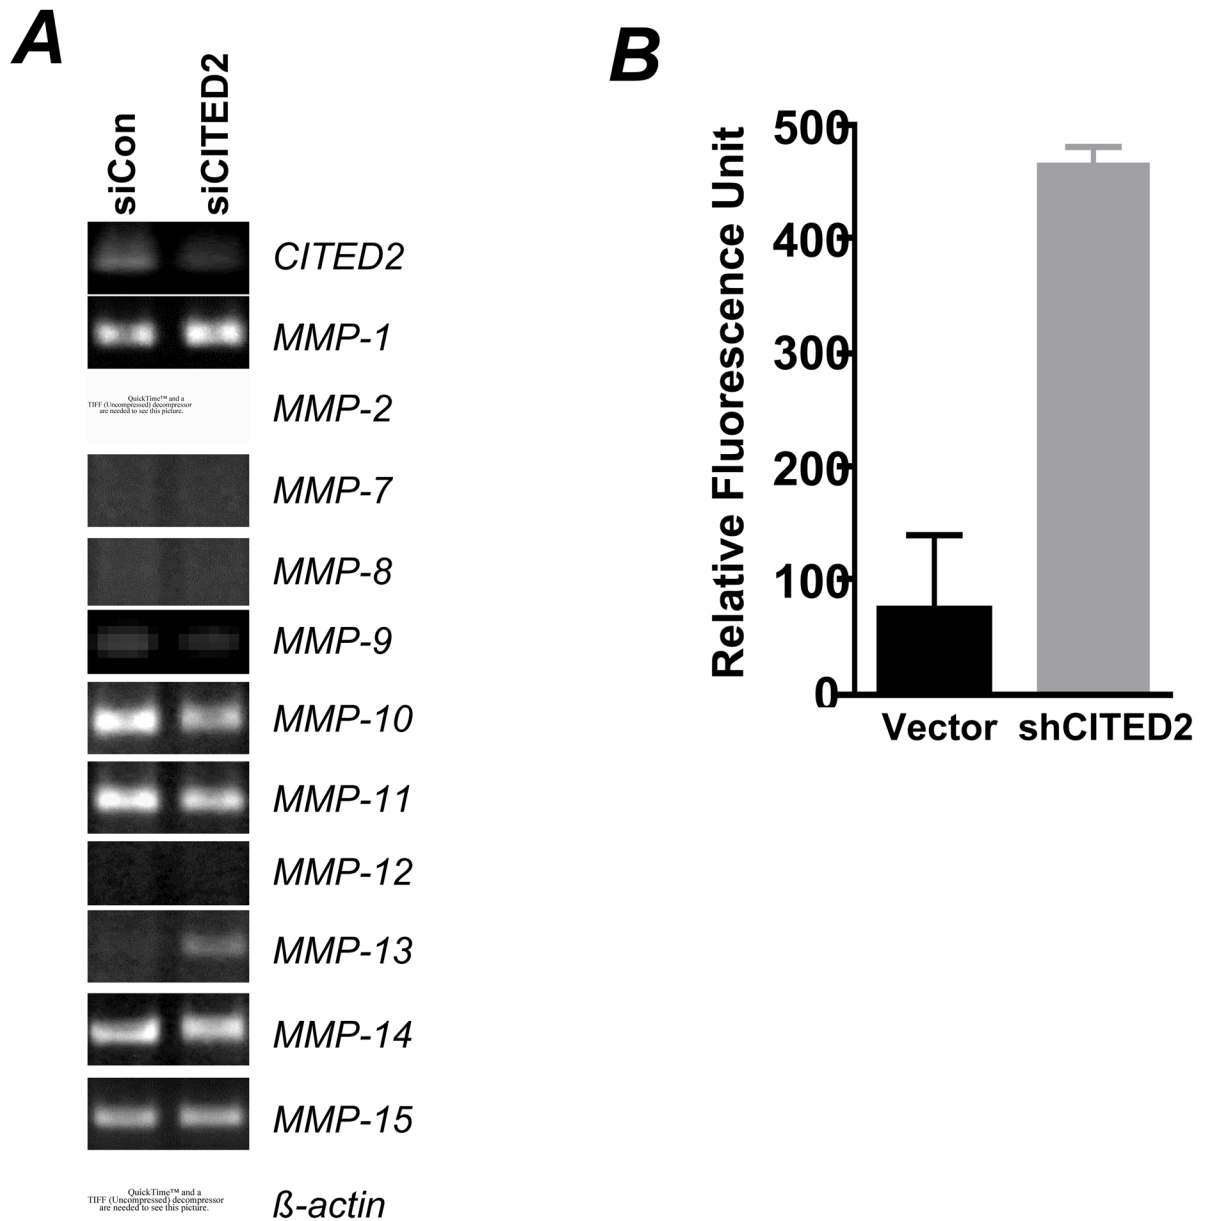 A
siCon
siCITED2
CITED2
MMP-1
QuickTime™ and a
TIFF (Uncompressed) decompressor
are needed to see this picture.
MMP-2
MMP-7
MMP-8
MMP-9
MMP-10
MMP-11
MMP-12
MMP-13
MMP-14
MMP-15
QuickTime™ and a
TIFF (Uncompressed) decompressor
are needed to see this picture.
ß-actin
B
Relative Fluorescence Unit
500
400
300
200
100
0
Vector shCITED2